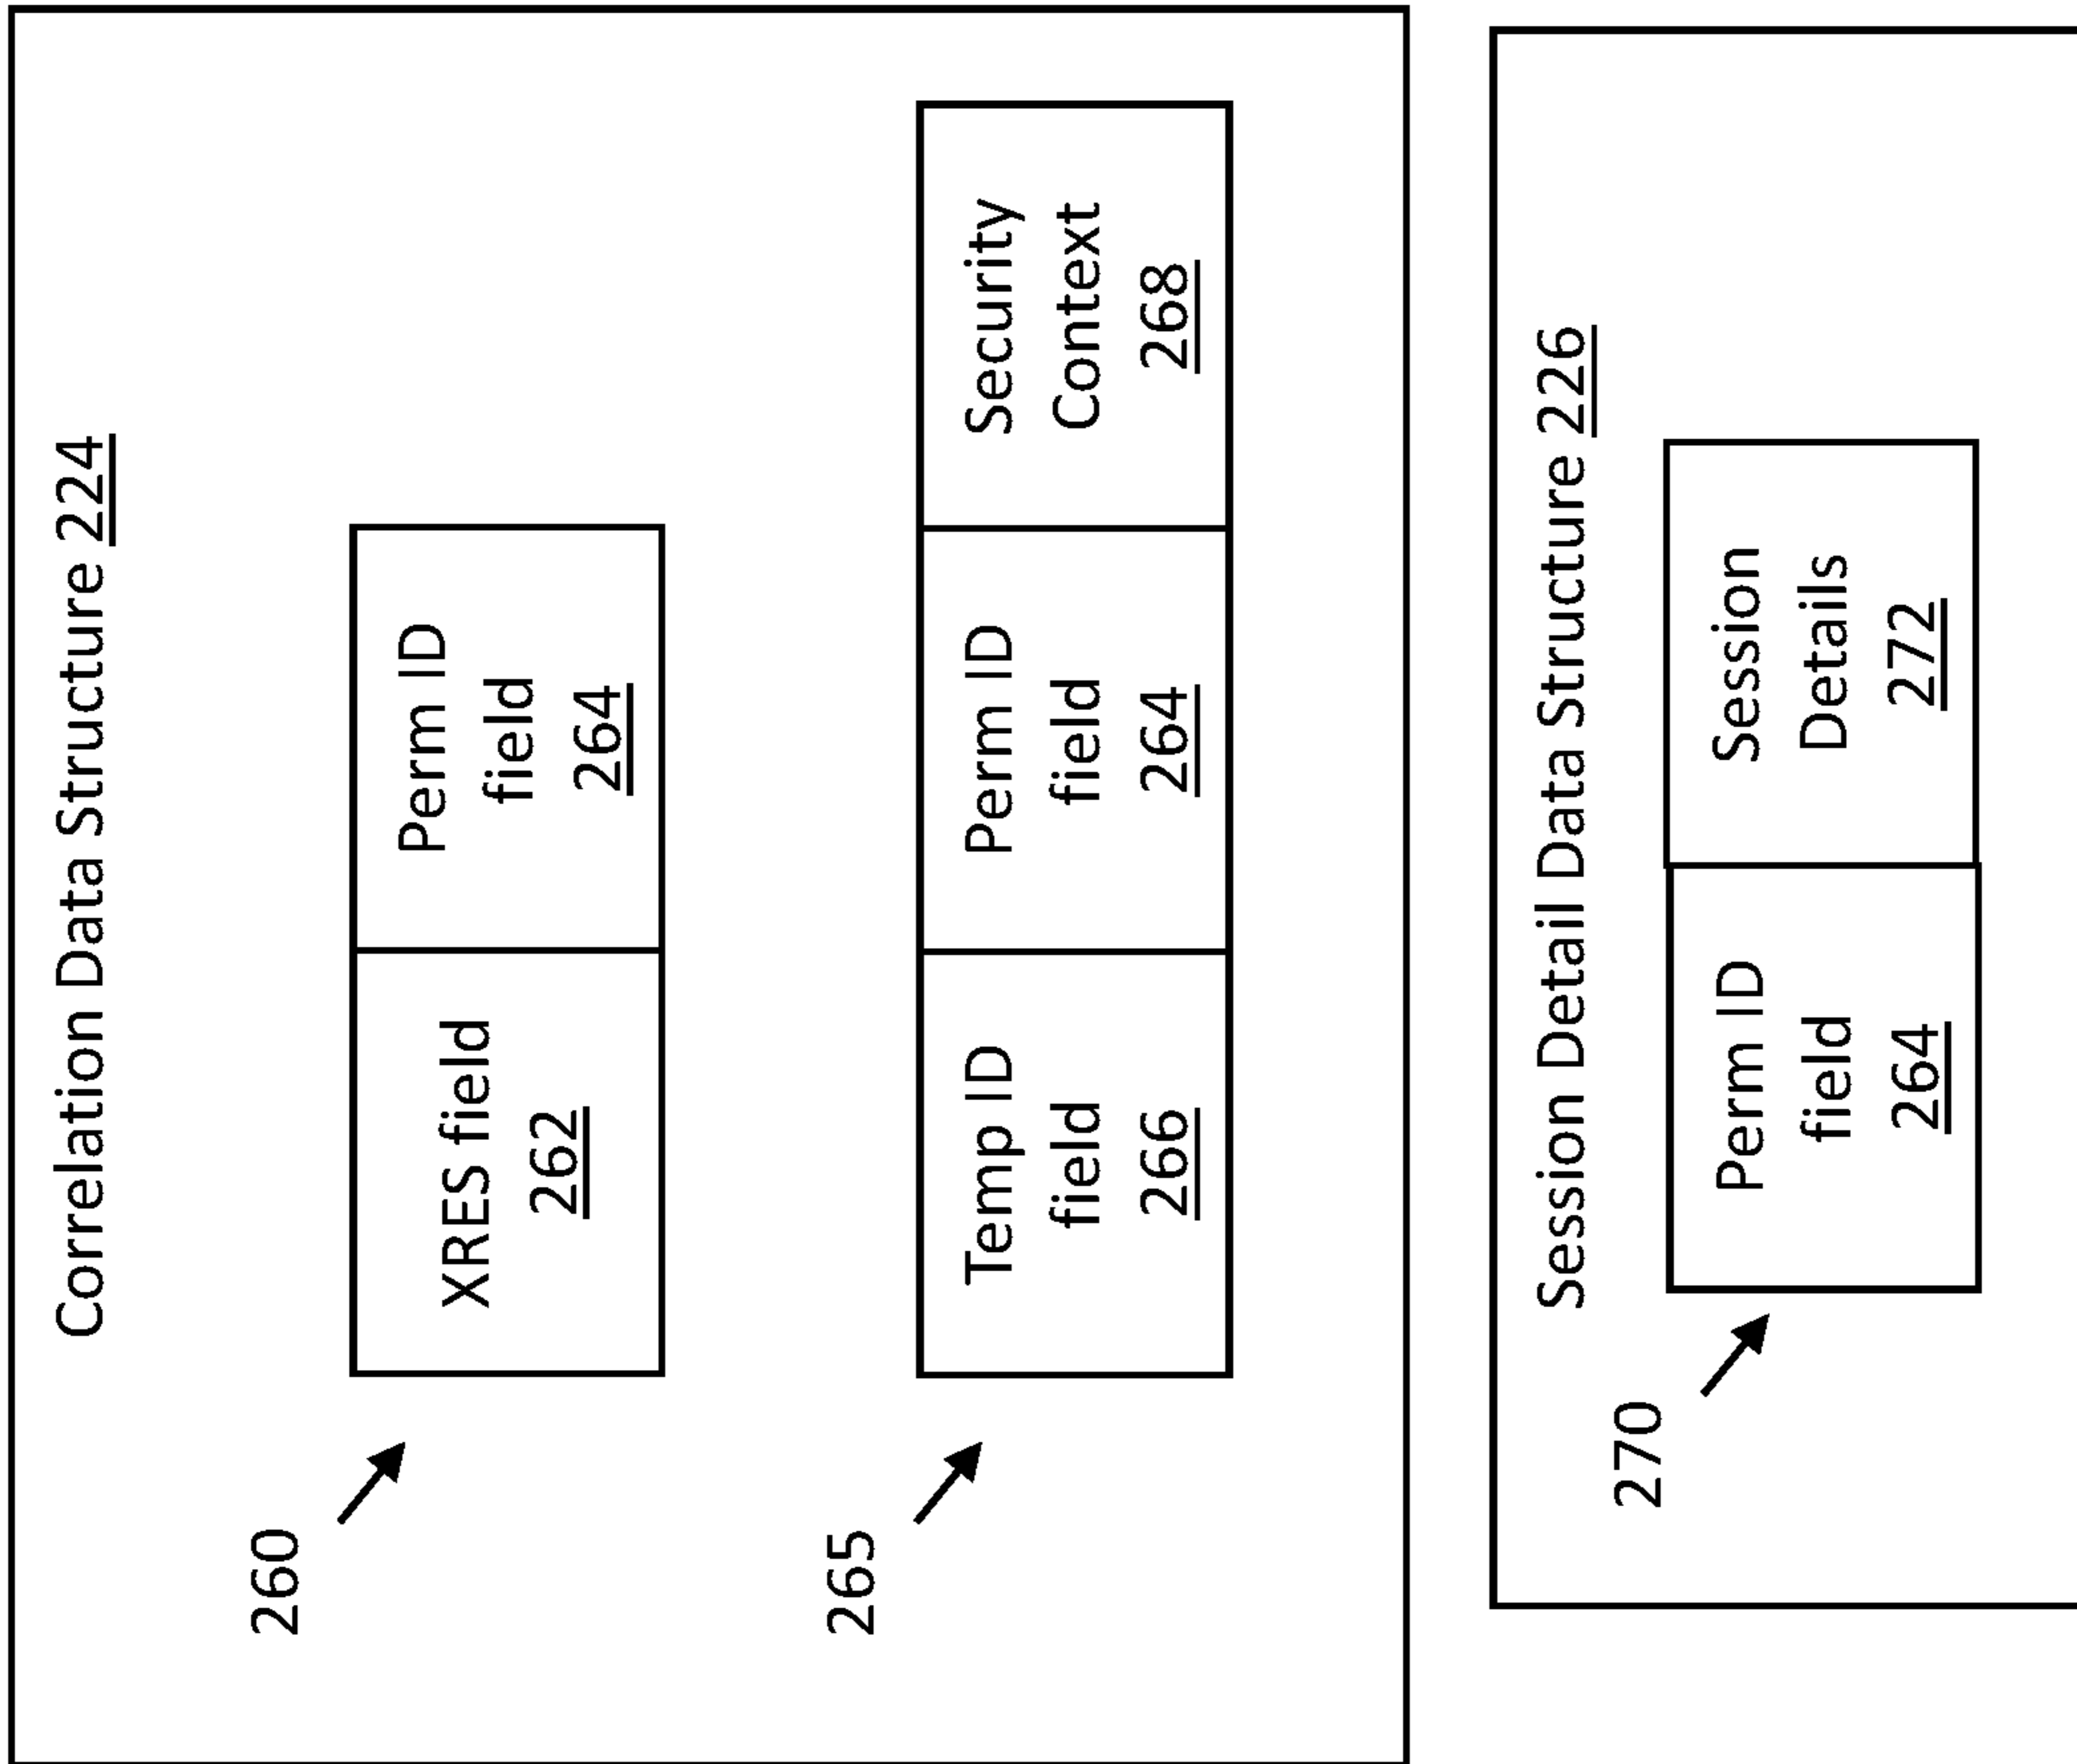 Correlation Data Structure 224
260
XRES field
262
Perm ID
field
264
265
Temp ID
field
266
Perm ID
field
264
Security
Context
268
Session Detail Data Structure 226
270
Perm ID
field
264
Session
Details
272